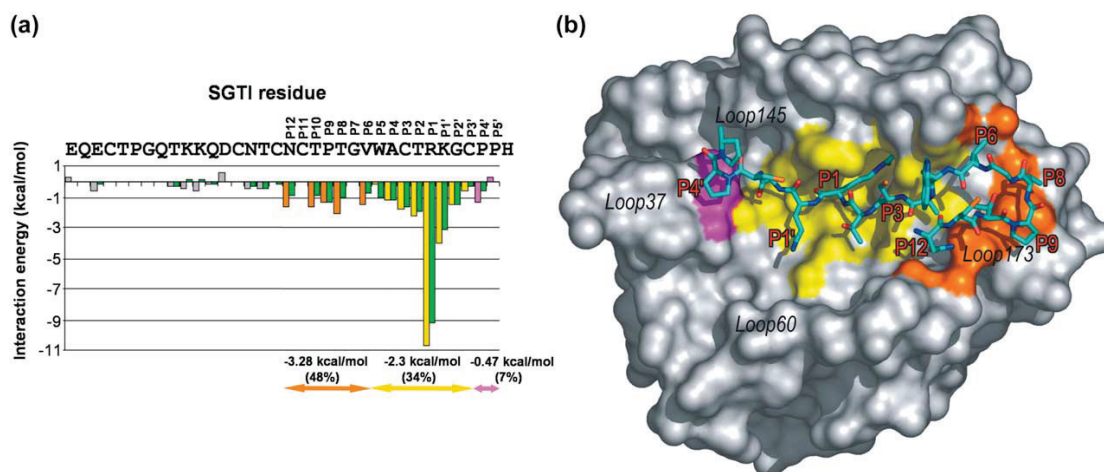 (a)
SGTI residue
P12
P11
P10
P9
P8
P7
P6
P5
P4
P3
P2
P1
P1'
P2'
P3'
P4'
P5'
EQECTPGQTKKQDCNTCNCTPTGVWACTRKGCPPH
Interaction energy (kcal/mol)
1
-1
-3
-5
-7
-9
-11
-3.28 kcal/mol -2.3 kcal/mol -0.47 kcal/mol
(48%) (34%) (7%)
(b)
Loop145
P6
P4'
P1
P8
Loop37
P3
P1'
P12
P9
Loop173
Loop60